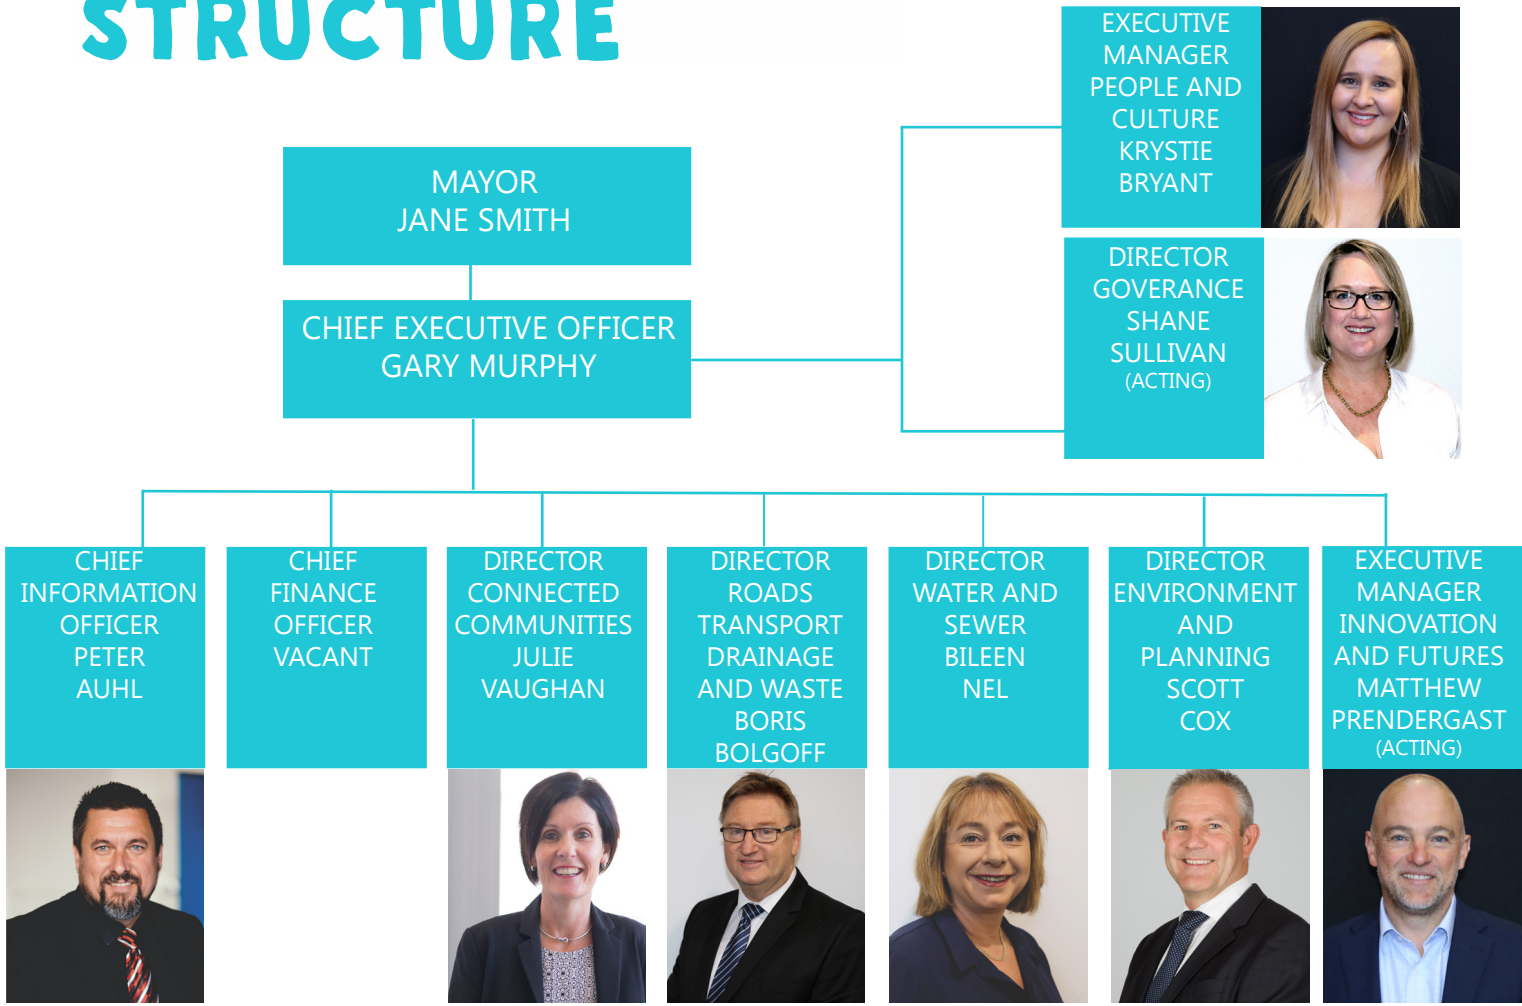 STRUCTURE
EXECUTIVE
MANAGER
PEOPLE AND
CULTURE
KRYSTIE
BRYANT
MAYOR
JANE SMITH
DIRECTOR
GOVERANCE
SHANE
SULLIVAN
(ACTING)
CHIEF EXECUTIVE OFFICER
GARY MURPHY
CHIEF
INFORMATION
OFFICER
PETER
AUHL
CHIEF
FINANCE
OFFICER
VACANT
DIRECTOR
CONNECTED
COMMUNITIES
JULIE
VAUGHAN
DIRECTOR
ROADS
TRANSPORT
DRAINAGE
AND WASTE
BORIS
BOLGOFF
DIRECTOR
WATER AND
SEWER
BILEEN
NEL
DIRECTOR
ENVIRONMENT
AND
PLANNING
SCOTT
COX
EXECUTIVE
MANAGER
INNOVATION
AND FUTURES
MATTHEW
PRENDERGAST
(ACTING)